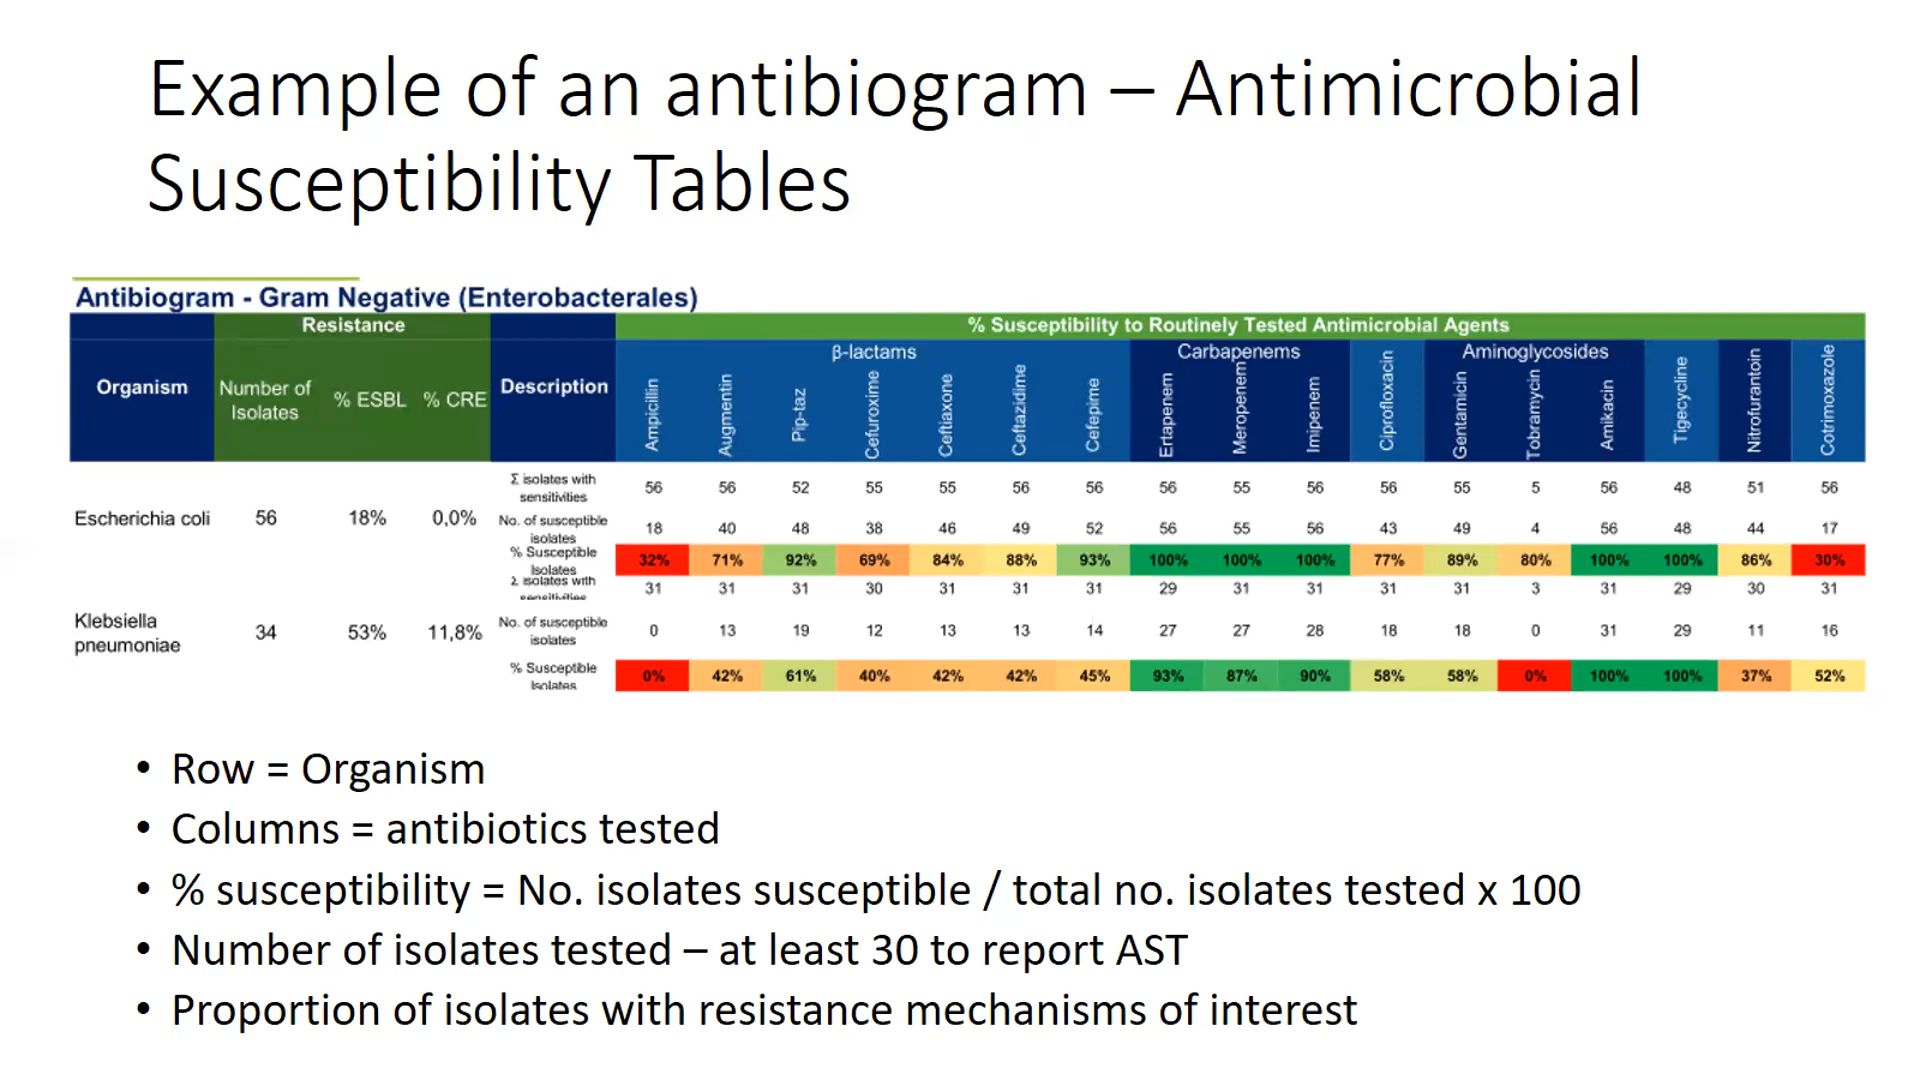 Example of an antibiogram – Antimicrobial
Susceptibility Tables
Antibiogram - Gram Negative (Enterobacterales)
Resistance
% Susceptibility to Routinely Tested Antimicrobial Agents
Organism
Number of
Isolates
% ESBL
% CRE
Description
β-lactams
Carbapenems
Aminoglycosides
Ampicillin
Augmentin
Pip-taz
Cefuroxime
Ceftiaxone
Ceftazidime
Cefepime
Ertapenem
Meropenem
Imipenem
Ciprofloxacin
Gentamicin
Tobramycin
Amikacin
Tigecycline
Nitrofurantoin
Cotrimoxazole
Escherichia coli 56 18% 0,0%
Σ isolates with
sensitivities
56 56 52 55 55 56 56 56 55 56 56 55 5 56 48 51 56
No. of susceptible
isolates
18 40 48 38 46 49 52 56 55 56 43 49 4 56 48 44 17
% Susceptible
Isolates
32% 71% 92% 69% 84% 88% 93% 100% 100% 100% 77% 89% 80% 100% 100% 86% 30%
Klebsiella
pneumoniae
34 53% 11,8%
Σ isolates with
sensitivities
31 31 31 30 31 31 31 29 31 31 31 31 3 31 29 30 31
No. of susceptible
isolates
0 13 19 12 13 13 14 27 27 28 18 18 0 31 29 11 16
% Susceptible
Isolates
0% 42% 61% 40% 42% 42% 45% 93% 87% 90% 58% 58% 0% 100% 100% 37% 52%
• Row = Organism
• Columns = antibiotics tested
• % susceptibility = No. isolates susceptible / total no. isolates tested x 100
• Number of isolates tested – at least 30 to report AST
• Proportion of isolates with resistance mechanisms of interest